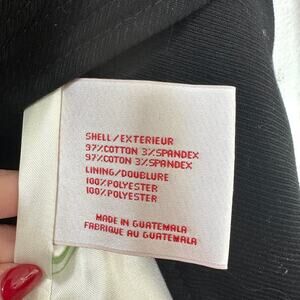 SHELL/EXTERIEUR
97%COTTON 3%SPANDEX
97%COTON 3%SPANDEX
LINING/DOUBLURE
100%POLYESTER
100%POLYESTER
MADE IN GUATEMALA
FABRIQUE AU GUATEMALA